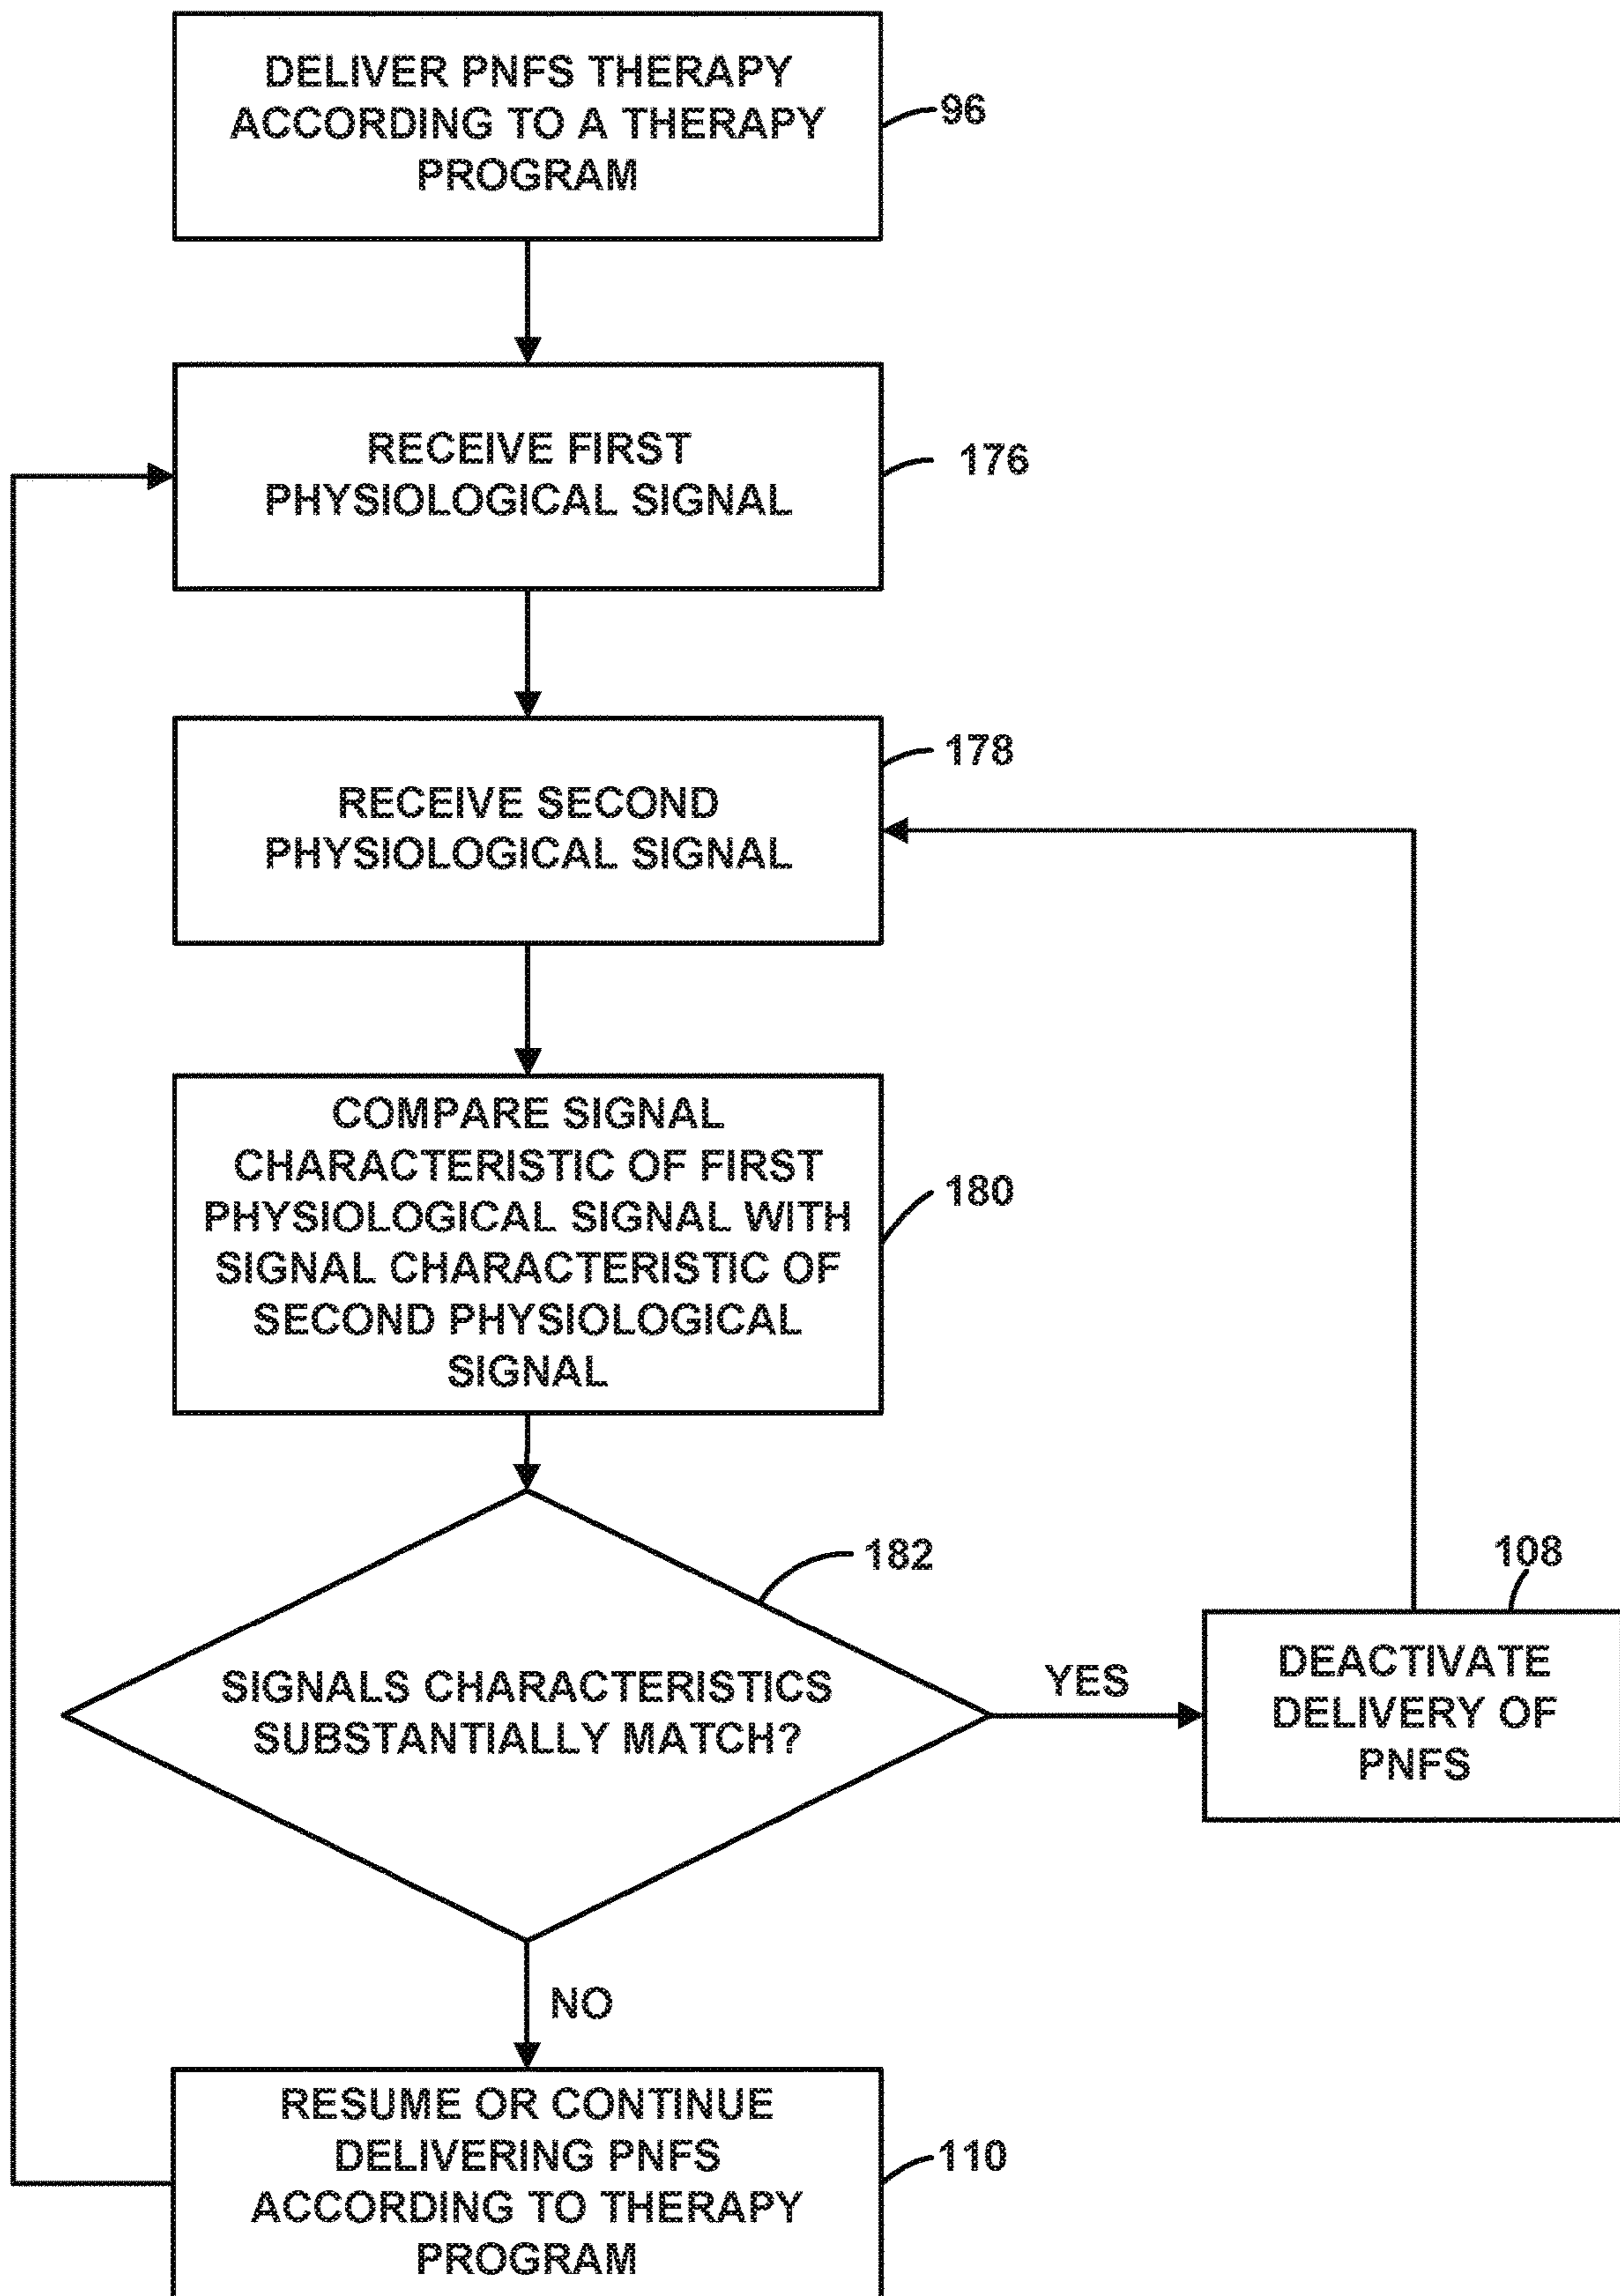 DELIVER PNFS THERAPY
ACCORDING TO A THERAPY
PROGRAM
96
RECEIVE FIRST
PHYSIOLOGICAL SIGNAL
176
RECEIVE SECOND
PHYSIOLOGICAL SIGNAL
178
COMPARE SIGNAL
CHARACTERISTIC OF FIRST
PHYSIOLOGICAL SIGNAL WITH
SIGNAL CHARACTERISTIC OF
SECOND PHYSIOLOGICAL
SIGNAL
180
SIGNALS CHARACTERISTICS
SUBSTANTIALLY MATCH?
182
YES
108
DEACTIVATE
DELIVERY OF
PNFS
NO
RESUME OR CONTINUE
DELIVERING PNFS
ACCORDING TO THERAPY
PROGRAM
110